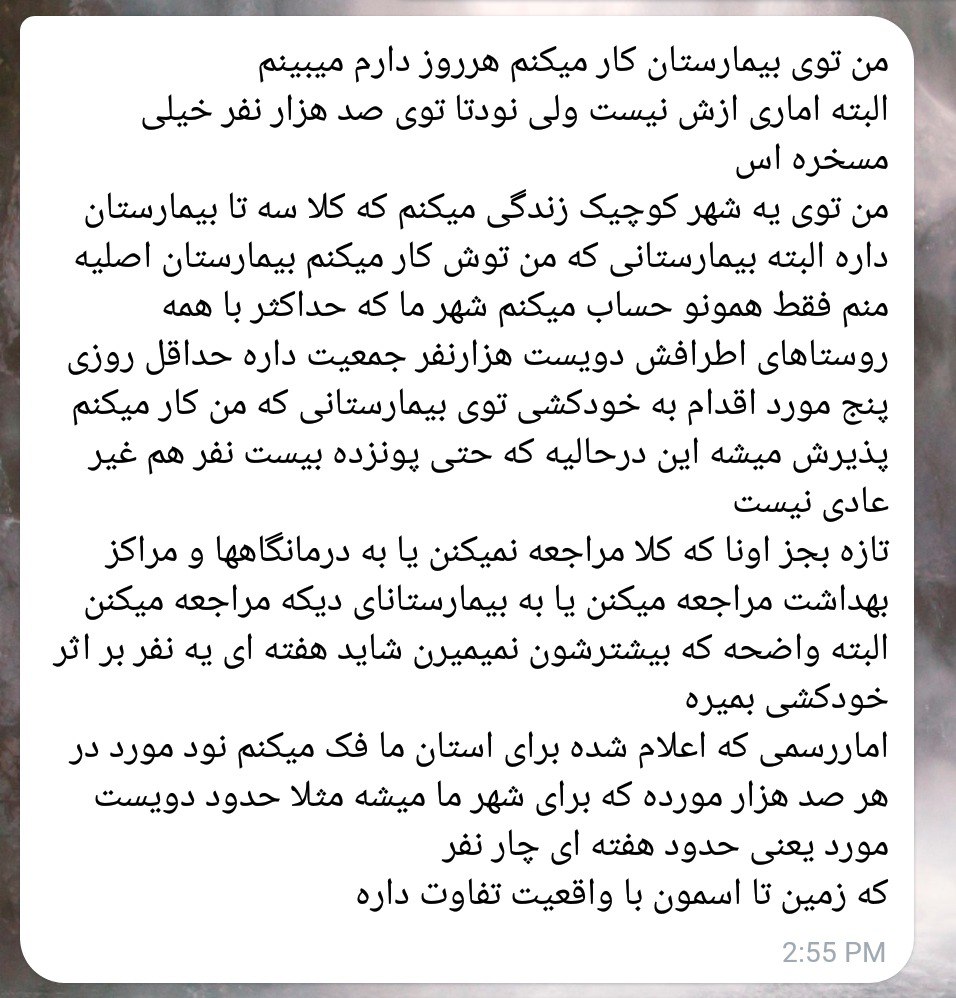 من توی بیمارستان کار میکنم هرروز دارم میبینم
البته اماری ازش نیست ولی نودتا توی صد هزار نفر خیلی
مسخره اس
من توی یه شهر کوچیک زندگی میکنم که کلا سه تا بیمارستان
داره البته بیمارستانی که من توش کار میکنم بیمارستان اصلیه
منم فقط همونو حساب میکنم شهر ما که حداکثر با همه
روستاهای اطرافش دویست هزارنفر جمعیت داره حداقل روزی
پنج مورد اقدام به خودکشی توی بیمارستانی که من کار میکنم
پذیرش میشه این درحالیه که حتی پونزده بیست نفر هم غیر
عادی نیست
تازه بجز اونا که کلا مراجعه نمیکنن یا به درمانگاهها و مراکز
بهداشت مراجعه میکنن یا به بیمارستانای دیکه مراجعه میکنن
البته واضحه که بیشترشون نمیمیرن شاید هفته ای یه نفر بر اثر
خودکشی بمیره
اماررسمی که اعلام شده برای استان ما فک میکنم نود مورد در
هر صد هزار مورده که برای شهر ما میشه مثلا حدود دویست
مورد یعنی حدود هفته ای چار نفر
که زمین تا اسمون با واقعیت تفاوت داره
2:55 PM